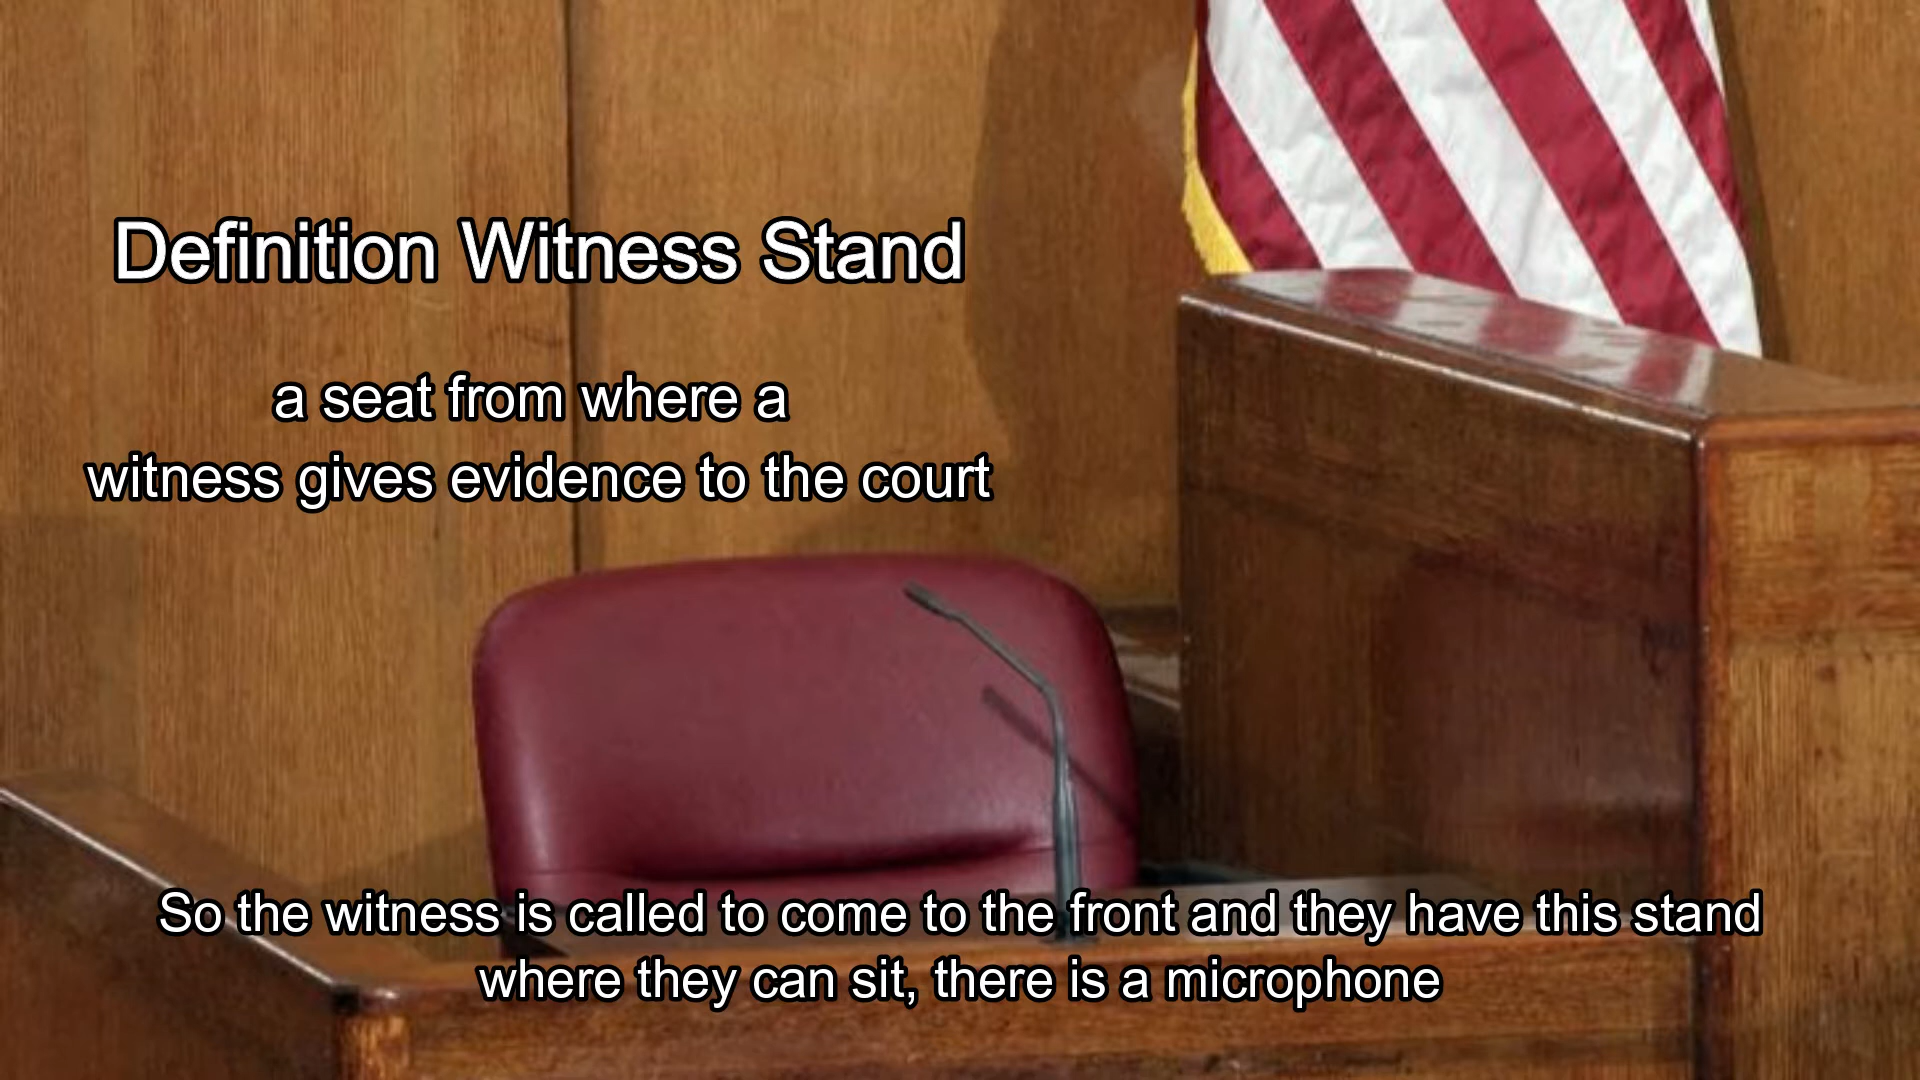 Definition Witness Stand
a seat from where a
witness gives evidence to the court
So the witness is called to come to the front and they have this stand
where they can sit, there is a microphone